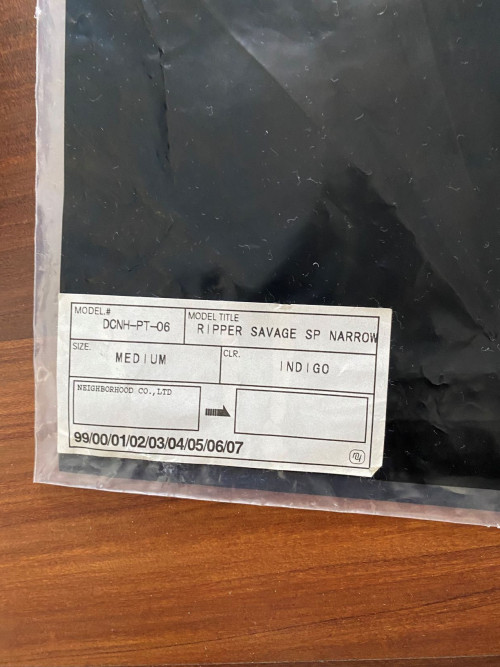 MODEL.#
DCNH-PT-06
MODEL TITLE
RIPPER SAVAGE SP NARROW
SIZE.
MEDIUM
CLR.
INDIGO
NEIGHBORHOOD CO.,LTD
99/00/01/02/03/04/05/06/07